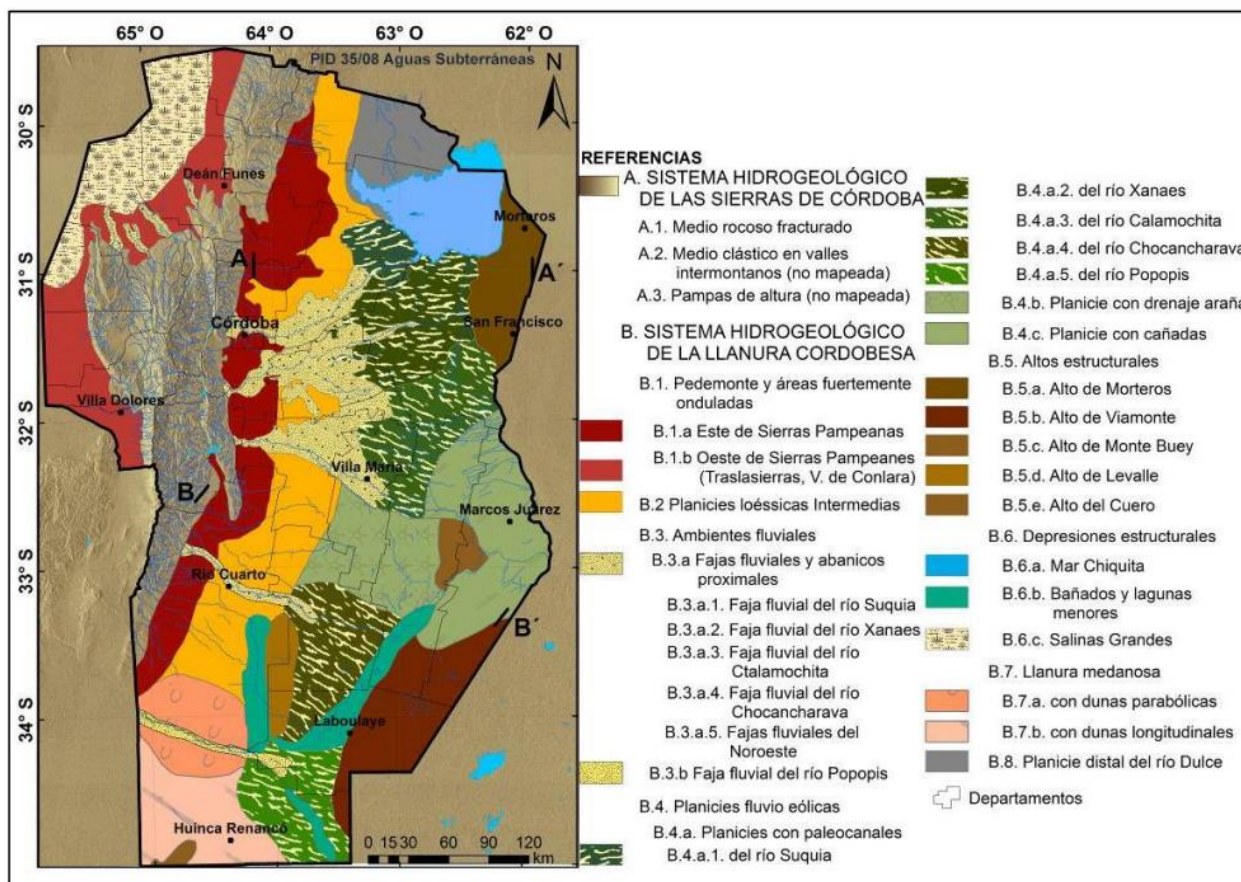 65° O
64° O
63° O
62° O
PID 35/08 Aguas Subterráneas
N
30° S
31° S
32° S
33° S
34° S
Deán Funes
Morteros
A
A´
Córdoba
San Francisco
Villa Dolores
Villa María
B
Marcos Juárez
Río Cuarto
B´
Laboulaye
Huinca Renancó
0 15 30 60 90 120
km
REFERENCIAS
A. SISTEMA HIDROGEOLÓGICO
DE LAS SIERRAS DE CÓRDOBA
A.1. Medio rocoso fracturado
A.2. Medio clástico en valles
intermontanos (no mapeada)
A.3. Pampas de altura (no mapeada)
B. SISTEMA HIDROGEOLÓGICO
DE LA LLANURA CORDOBESA
B.1. Pedemonte y áreas fuertemente
onduladas
B.1.a Este de Sierras Pampeanas
B.1.b Oeste de Sierras Pampeanes
(Traslasierras, V. de Conlara)
B.2 Planicies loéssicas Intermedias
B.3. Ambientes fluviales
B.3.a Fajas fluviales y abanicos
proximales
B.3.a.1. Faja fluvial del río Suquia
B.3.a.2. Faja fluvial del río Xanaes
B.3.a.3. Faja fluvial del río
Ctalamochita
B.3.a.4. Faja fluvial del río
Chocancharava
B.3.a.5. Fajas fluviales del
Noroeste
B.3.b Faja fluvial del río Popopis
B.4. Planicies fluvio eólicas
B.4.a. Planicies con paleocanales
B.4.a.1. del río Suquia
B.4.a.2. del río Xanaes
B.4.a.3. del río Calamochita
B.4.a.4. del río Chocancharava
B.4.a.5. del río Popopis
B.4.b. Planicie con drenaje araña
B.4.c. Planicie con cañadas
B.5. Altos estructurales
B.5.a. Alto de Morteros
B.5.b. Alto de Viamonte
B.5.c. Alto de Monte Buey
B.5.d. Alto de Levalle
B.5.e. Alto del Cuero
B.6. Depresiones estructurales
B.6.a. Mar Chiquita
B.6.b. Bañados y lagunas
menores
B.6.c. Salinas Grandes
B.7. Llanura medanosa
B.7.a. con dunas parabólicas
B.7.b. con dunas longitudinales
B.8. Planicie distal del río Dulce
Departamentos